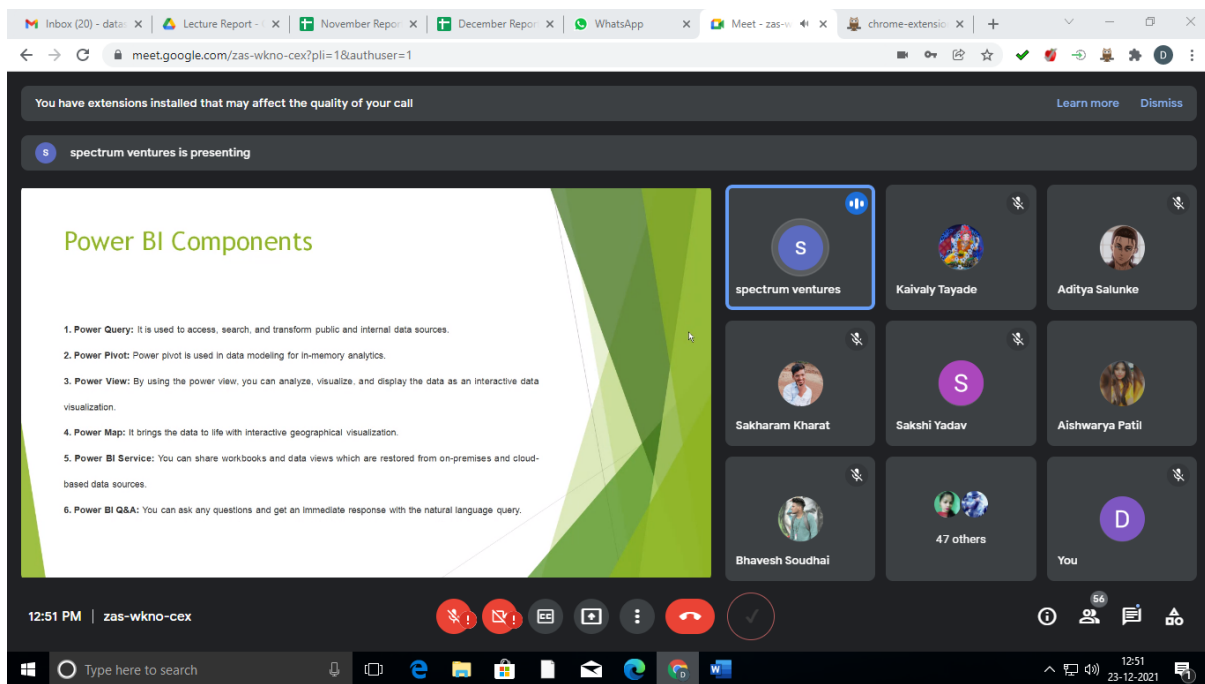 Inbox (20) - datas
Lecture Report -
November Repor
December Repor
WhatsApp
Meet - zas-w
chrome-extensio
meet.google.com/zas-wkno-cex?pli=1&authuser=1
D
You have extensions installed that may affect the quality of your call
Learn more
Dismiss
s
spectrum ventures is presenting
Power BI Components
1. Power Query: It is used to access, search, and transform public and internal data sources.
2. Power Pivot: Power pivot is used in data modeling for in-memory analytics.
3. Power View: By using the power view, you can analyze, visualize, and display the data as an interactive data
visualization.
4. Power Map: It brings the data to life with interactive geographical visualization.
5. Power BI Service: You can share workbooks and data views which are restored from on-premises and cloud-
based data sources.
6. Power BI Q&A: You can ask any questions and get an immediate response with the natural language query.
S
spectrum ventures
Kaivaly Tayade
Aditya Salunke
Sakharam Kharat
S
Sakshi Yadav
Aishwarya Patil
Bhavesh Soudhai
47 others
D
You
12:51 PM | zas-wkno-cex
CC
56
Type here to search
12:51
23-12-2021
1